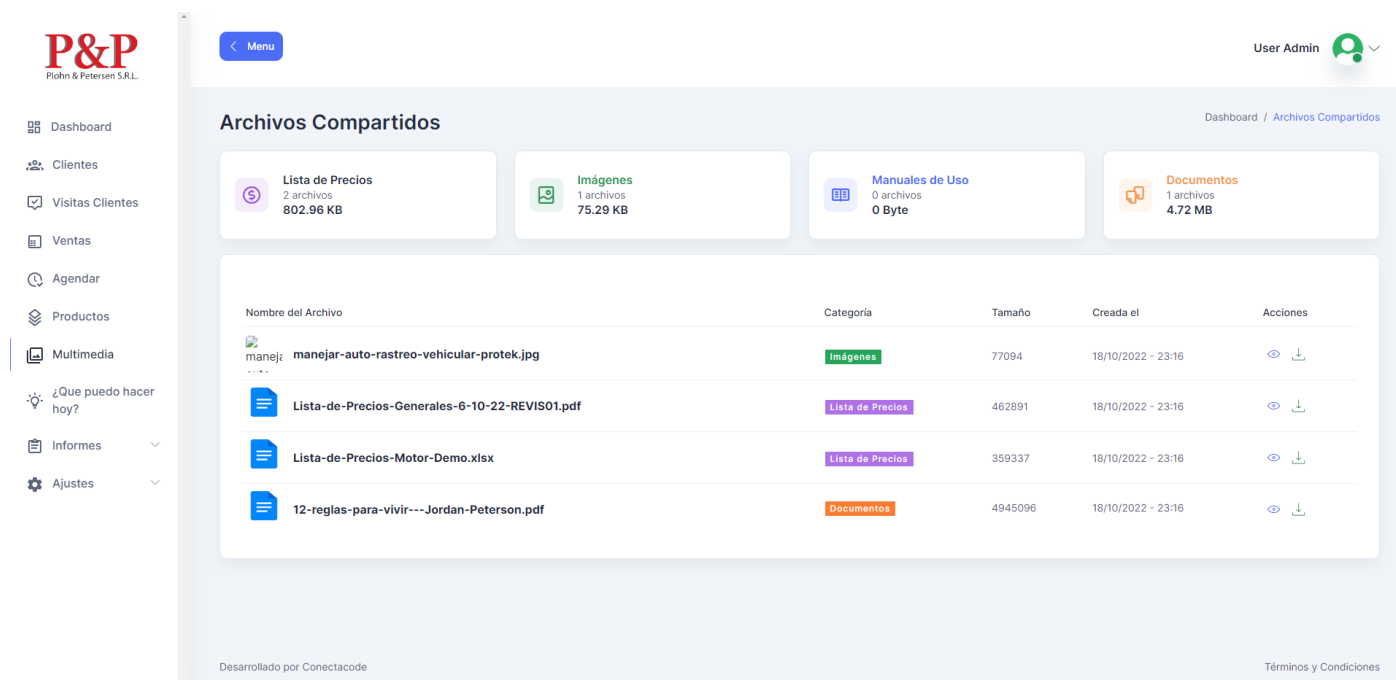 P&P
Plohn & Petersen S.R.L.
Dashboard
Clientes
Visitas Clientes
Ventas
Agendar
Productos
Multimedia
¿Que puedo hacer
hoy?
Informes
Ajustes
Menu
User Admin
Archivos Compartidos
Dashboard / Archivos Compartidos
Lista de Precios
2 archivos
802.96 KB
Imágenes
1 archivos
75.29 KB
Manuales de Uso
0 archivos
0 Byte
Documentos
1 archivos
4.72 MB
Nombre del Archivo Categoría Tamaño Creada el Acciones
maneja manejar-auto-rastreo-vehicular-protek.jpg Imágenes 77094 18/10/2022 - 23:16
Lista-de-Precios-Generales-6-10-22-REVIS01.pdf Lista de Precios 462891 18/10/2022 - 23:16
Lista-de-Precios-Motor-Demo.xlsx Lista de Precios 359337 18/10/2022 - 23:16
12-reglas-para-vivir---Jordan-Peterson.pdf Documentos 4945096 18/10/2022 - 23:16
Desarrollado por Conectacode
Términos y Condiciones